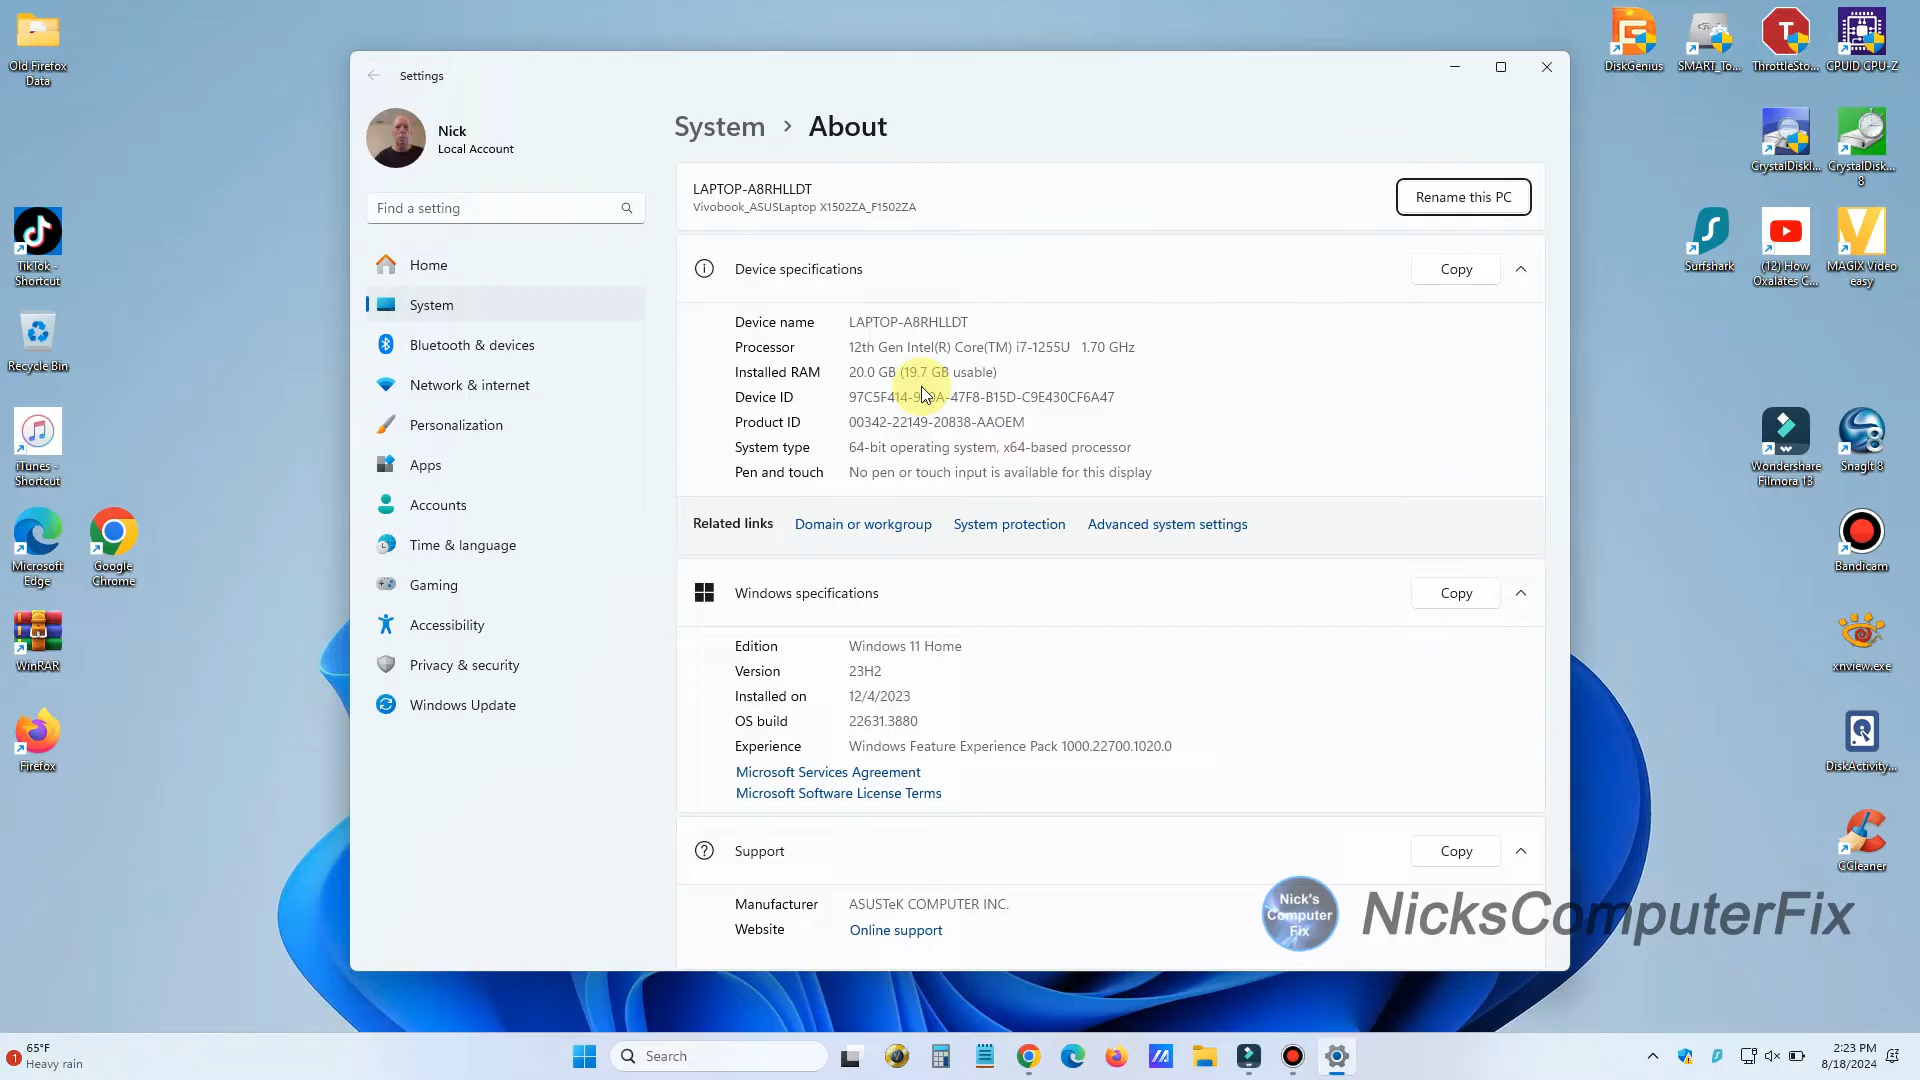 Old Firefox
Data
TikTok -
Shortcut
Recycle Bin
iTunes -
Shortcut
Microsoft
Edge
Google
Chrome
WinRAR
Firefox
Settings
Nick
Local Account
Find a setting
Home
System
Bluetooth & devices
Network & internet
Personalization
Apps
Accounts
Time & language
Gaming
Accessibility
Privacy & security
Windows Update
System > About
LAPTOP-A8RHLLDT
Vivobook_ASUSLaptop X1502ZA_F1502ZA
Rename this PC
Device specifications
Copy
Device name LAPTOP-A8RHLLDT
Processor 12th Gen Intel(R) Core(TM) i7-1255U 1.70 GHz
Installed RAM 20.0 GB (19.7 GB usable)
Device ID
Product ID 00342-22149-20838-AAOEM
System type 64-bit operating system, x64-based processor
Pen and touch No pen or touch input is available for this display
Related links Domain or workgroup System protection Advanced system settings
Windows specifications
Copy
Edition Windows 11 Home
Version 23H2
Installed on 12/4/2023
OS build 22631.3880
Experience Windows Feature Experience Pack 1000.22700.1020.0
Microsoft Services Agreement
Microsoft Software License Terms
Support
Copy
Manufacturer ASUSTeK COMPUTER INC.
Website Online support
Nick's
Computer
Fix
NicksComputerFix
DiskGenius
SMART_To...
ThrottleSto...
CPUID CPU-Z
CrystalDiskI...
CrystalDisk...
8
Surfshark
(12) How
Oxalates C...
MAGIX Video
easy
Wondershare
Filmora 13
SnagIt 8
Bandicam
xnview.exe
DiskActivity...
CCleaner
1
65°F
Heavy rain
Search
2:23 PM
8/18/2024